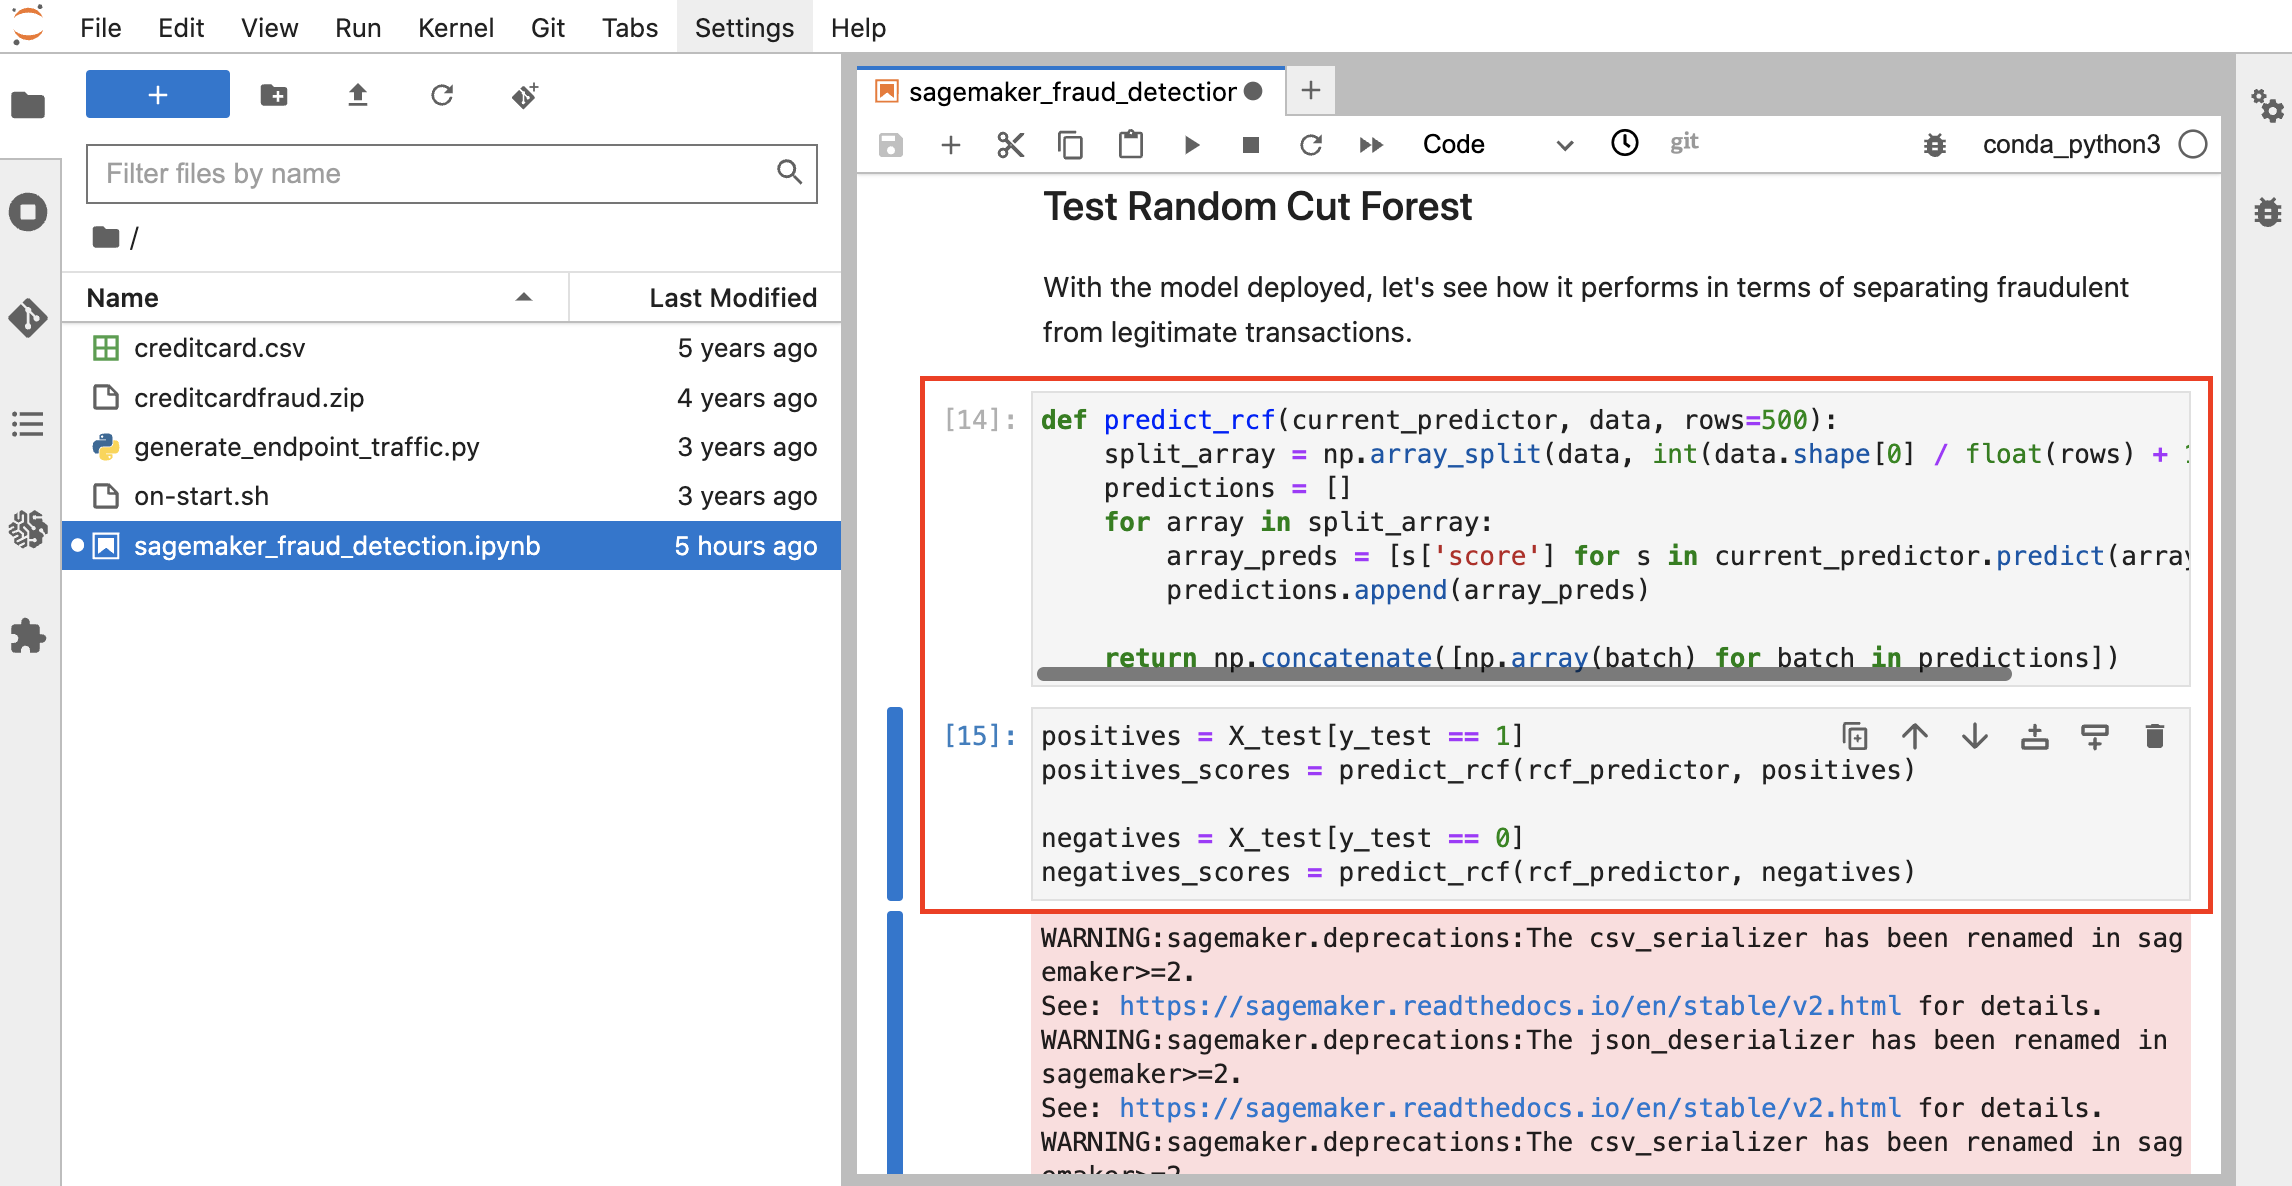 File Edit View Run Kernel Git Tabs Settings Help
+
Filter files by name
/
Name Last Modified
creditcard.csv 5 years ago
creditcardfraud.zip 4 years ago
generate_endpoint_traffic.py 3 years ago
on-start.sh 3 years ago
sagemaker_fraud_detection.ipynb 5 hours ago
sagemaker_fraud_detection
Code git conda_python3
Test Random Cut Forest
With the model deployed, let's see how it performs in terms of separating fraudulent
from legitimate transactions.
[14]: def predict_rcf(current_predictor, data, rows=500):
split_array = np.array_split(data, int(data.shape[0] / float(rows) + 1
predictions = []
for array in split_array:
array_preds = [s['score'] for s in current_predictor.predict(array
predictions.append(array_preds)
return np.concatenate([np.array(batch) for batch in predictions])
[15]: positives = X_test[y_test == 1]
positives_scores = predict_rcf(rcf_predictor, positives)
negatives = X_test[y_test == 0]
negatives_scores = predict_rcf(rcf_predictor, negatives)
WARNING:sagemaker.deprecations:The csv_serializer has been renamed in sag
emaker>=2.
See: https://sagemaker.readthedocs.io/en/stable/v2.html for details.
WARNING:sagemaker.deprecations:The json_deserializer has been renamed in
sagemaker>=2.
See: https://sagemaker.readthedocs.io/en/stable/v2.html for details.
WARNING:sagemaker.deprecations:The csv_serializer has been renamed in sag
emaker>=2